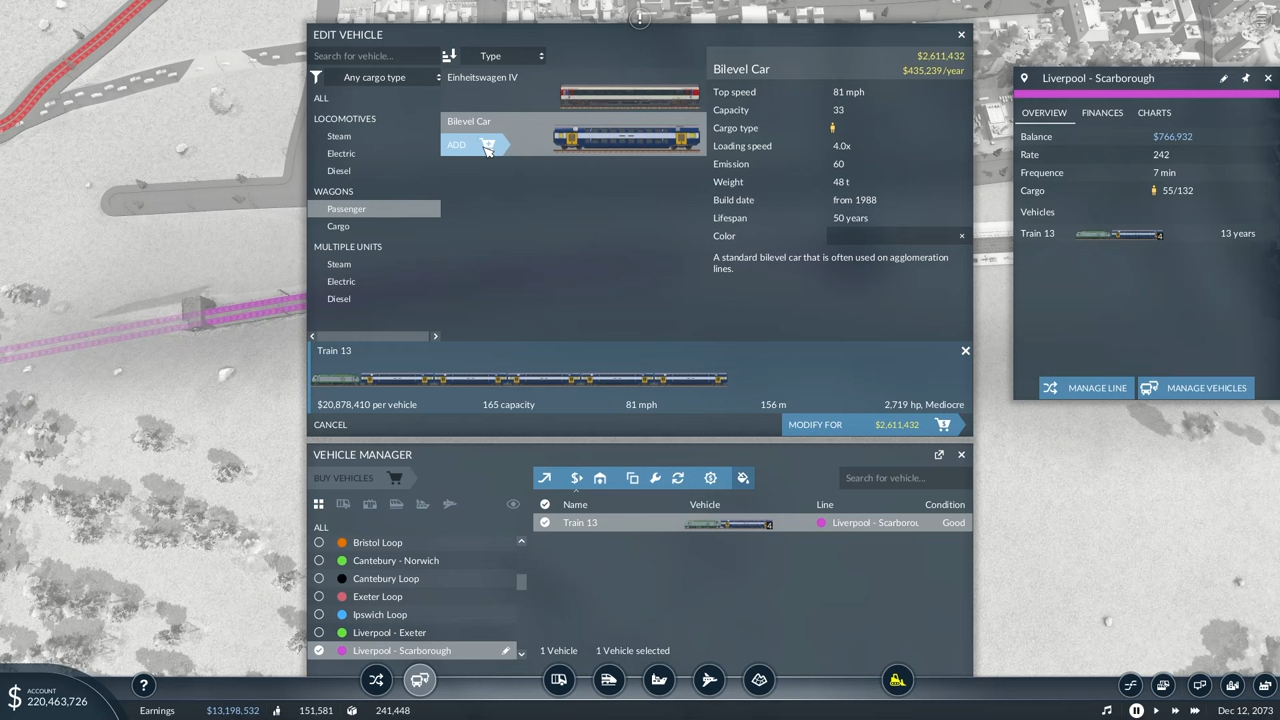 EDIT VEHICLE
Search for vehicle...
Type
Any cargo type
ALL
LOCOMOTIVES
Steam
Electric
Diesel
WAGONS
Passenger
Cargo
MULTIPLE UNITS
Steam
Electric
Diesel
Einheitswagen IV
Bilevel Car
ADD
$2,611,432
Bilevel Car
$435,239/year
Top speed 81 mph
Capacity 33
Cargo type
Loading speed 4.0x
Emission 60
Weight 48 t
Build date from 1988
Lifespan 50 years
Color
A standard bilevel car that is often used on agglomeration
lines.
Train 13
$20,878,410 per vehicle 165 capacity 81 mph 156 m 2,719 hp, Mediocre
CANCEL
MODIFY FOR $2,611,432
Liverpool - Scarborough
OVERVIEW FINANCES CHARTS
Balance $766,932
Rate 242
Frequence 7 min
Cargo 55/132
Vehicles
Train 13 4 13 years
MANAGE LINE MANAGE VEHICLES
VEHICLE MANAGER
BUY VEHICLES
Search for vehicle...
ALL
Bristol Loop
Cantebury - Norwich
Cantebury Loop
Exeter Loop
Ipswich Loop
Liverpool - Exeter
Liverpool - Scarborough
Name Vehicle Line Condition
Train 13 4 Liverpool - Scarborou Good
1 Vehicle 1 Vehicle selected
ACCOUNT
$ 220,463,726
?
Earnings $13,198,532 151,581 241,448
Dec 12, 2073